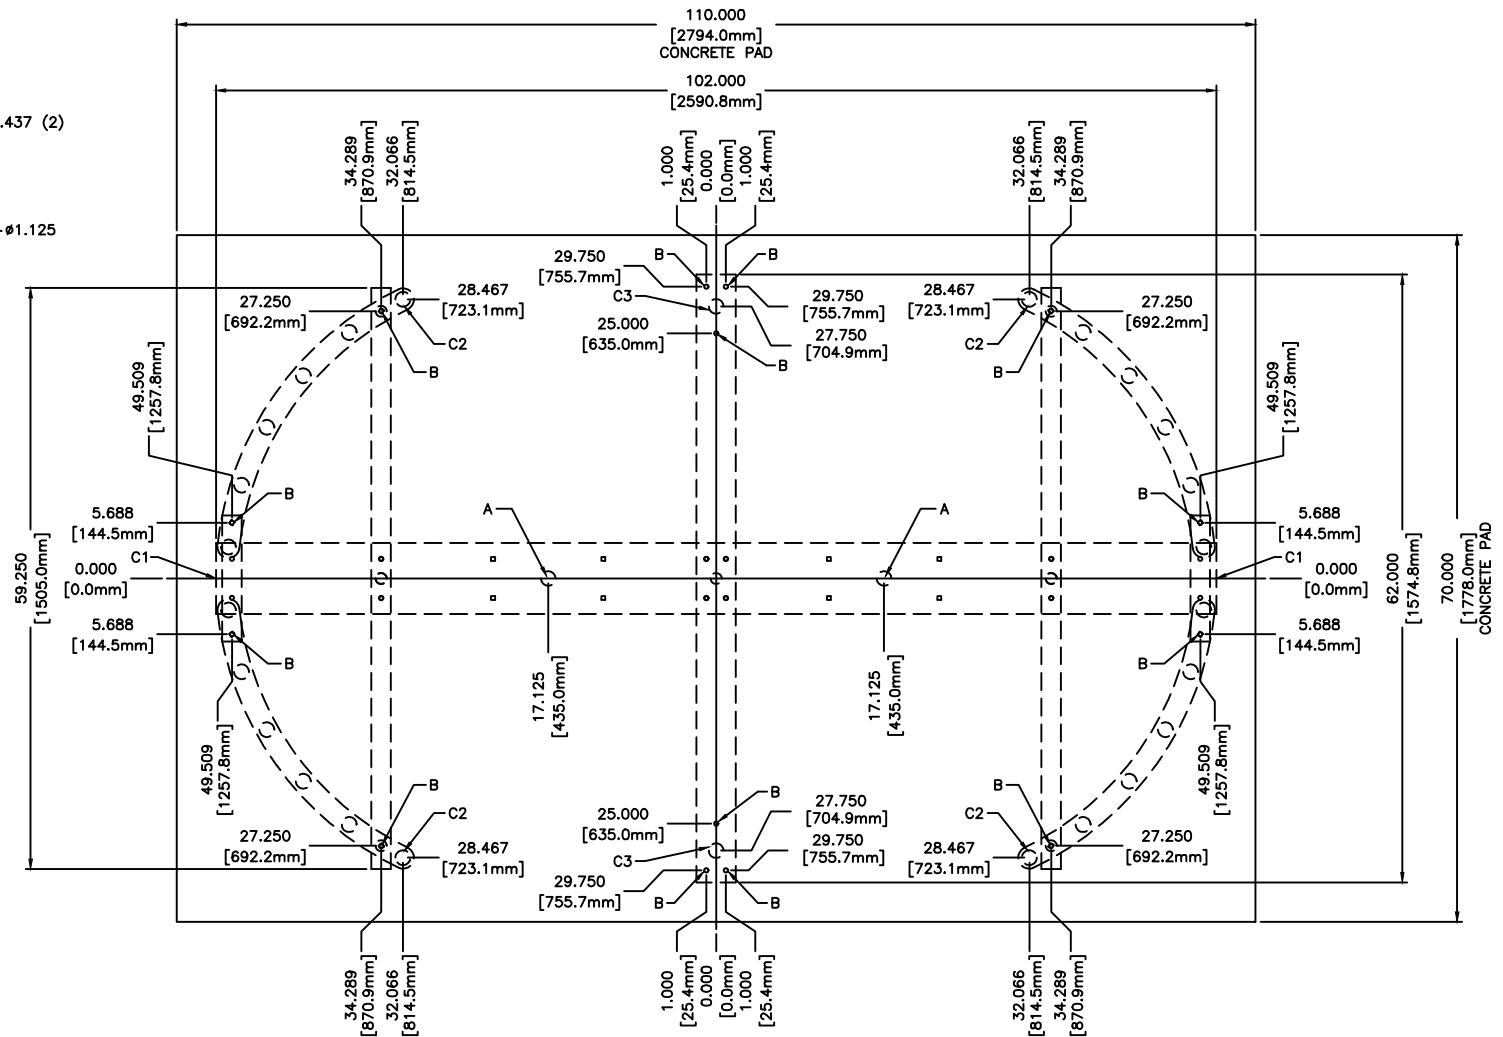 110.000
[2794.0mm]
CONCRETE PAD
102.000
[2590.8mm]
.437 (2)
ø1.125
34.289
[870.9mm]
32.066
[814.5mm]
1.000
[25.4mm]
0.000
[0.0mm]
1.000
[25.4mm]
32.066
[814.5mm]
34.289
[870.9mm]
29.750
[755.7mm]
B
B
C3
29.750
[755.7mm]
27.250
[692.2mm]
28.467
[723.1mm]
28.467
[723.1mm]
27.250
[692.2mm]
25.000
[635.0mm]
27.750
[704.9mm]
C2
B
B
C2
B
49.509
[1257.8mm]
49.509
[1257.8mm]
B
B
5.688
[144.5mm]
A
A
5.688
[144.5mm]
C1
0.000
[0.0mm]
C1
0.000
[0.0mm]
59.250
[1505.0mm]
62.000
[1574.8mm]
70.000
[1778.0mm]
CONCRETE PAD
5.688
[144.5mm]
B
B
5.688
[144.5mm]
17.125
[435.0mm]
17.125
[435.0mm]
49.509
[1257.8mm]
49.509
[1257.8mm]
B
B
B
C2
25.000
[635.0mm]
27.750
[704.9mm]
C2
27.250
[692.2mm]
28.467
[723.1mm]
C3
29.750
[755.7mm]
28.467
[723.1mm]
27.250
[692.2mm]
29.750
[755.7mm]
B
B
34.289
[870.9mm]
32.066
[814.5mm]
1.000
[25.4mm]
0.000
[0.0mm]
1.000
[25.4mm]
32.066
[814.5mm]
34.289
[870.9mm]